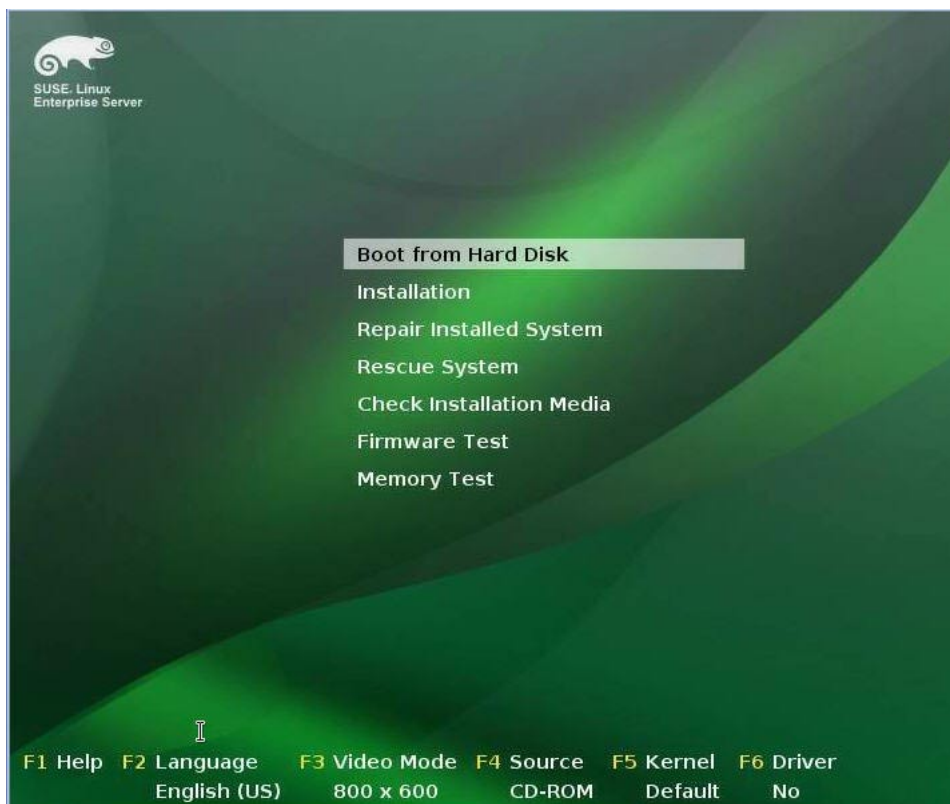 SUSE. Linux
Enterprise Server
Boot from Hard Disk
Installation
Repair Installed System
Rescue System
Check Installation Media
Firmware Test
Memory Test
F1 Help F2 Language F3 Video Mode F4 Source F5 Kernel F6 Driver
English (US) 800 x 600 CD-ROM Default No